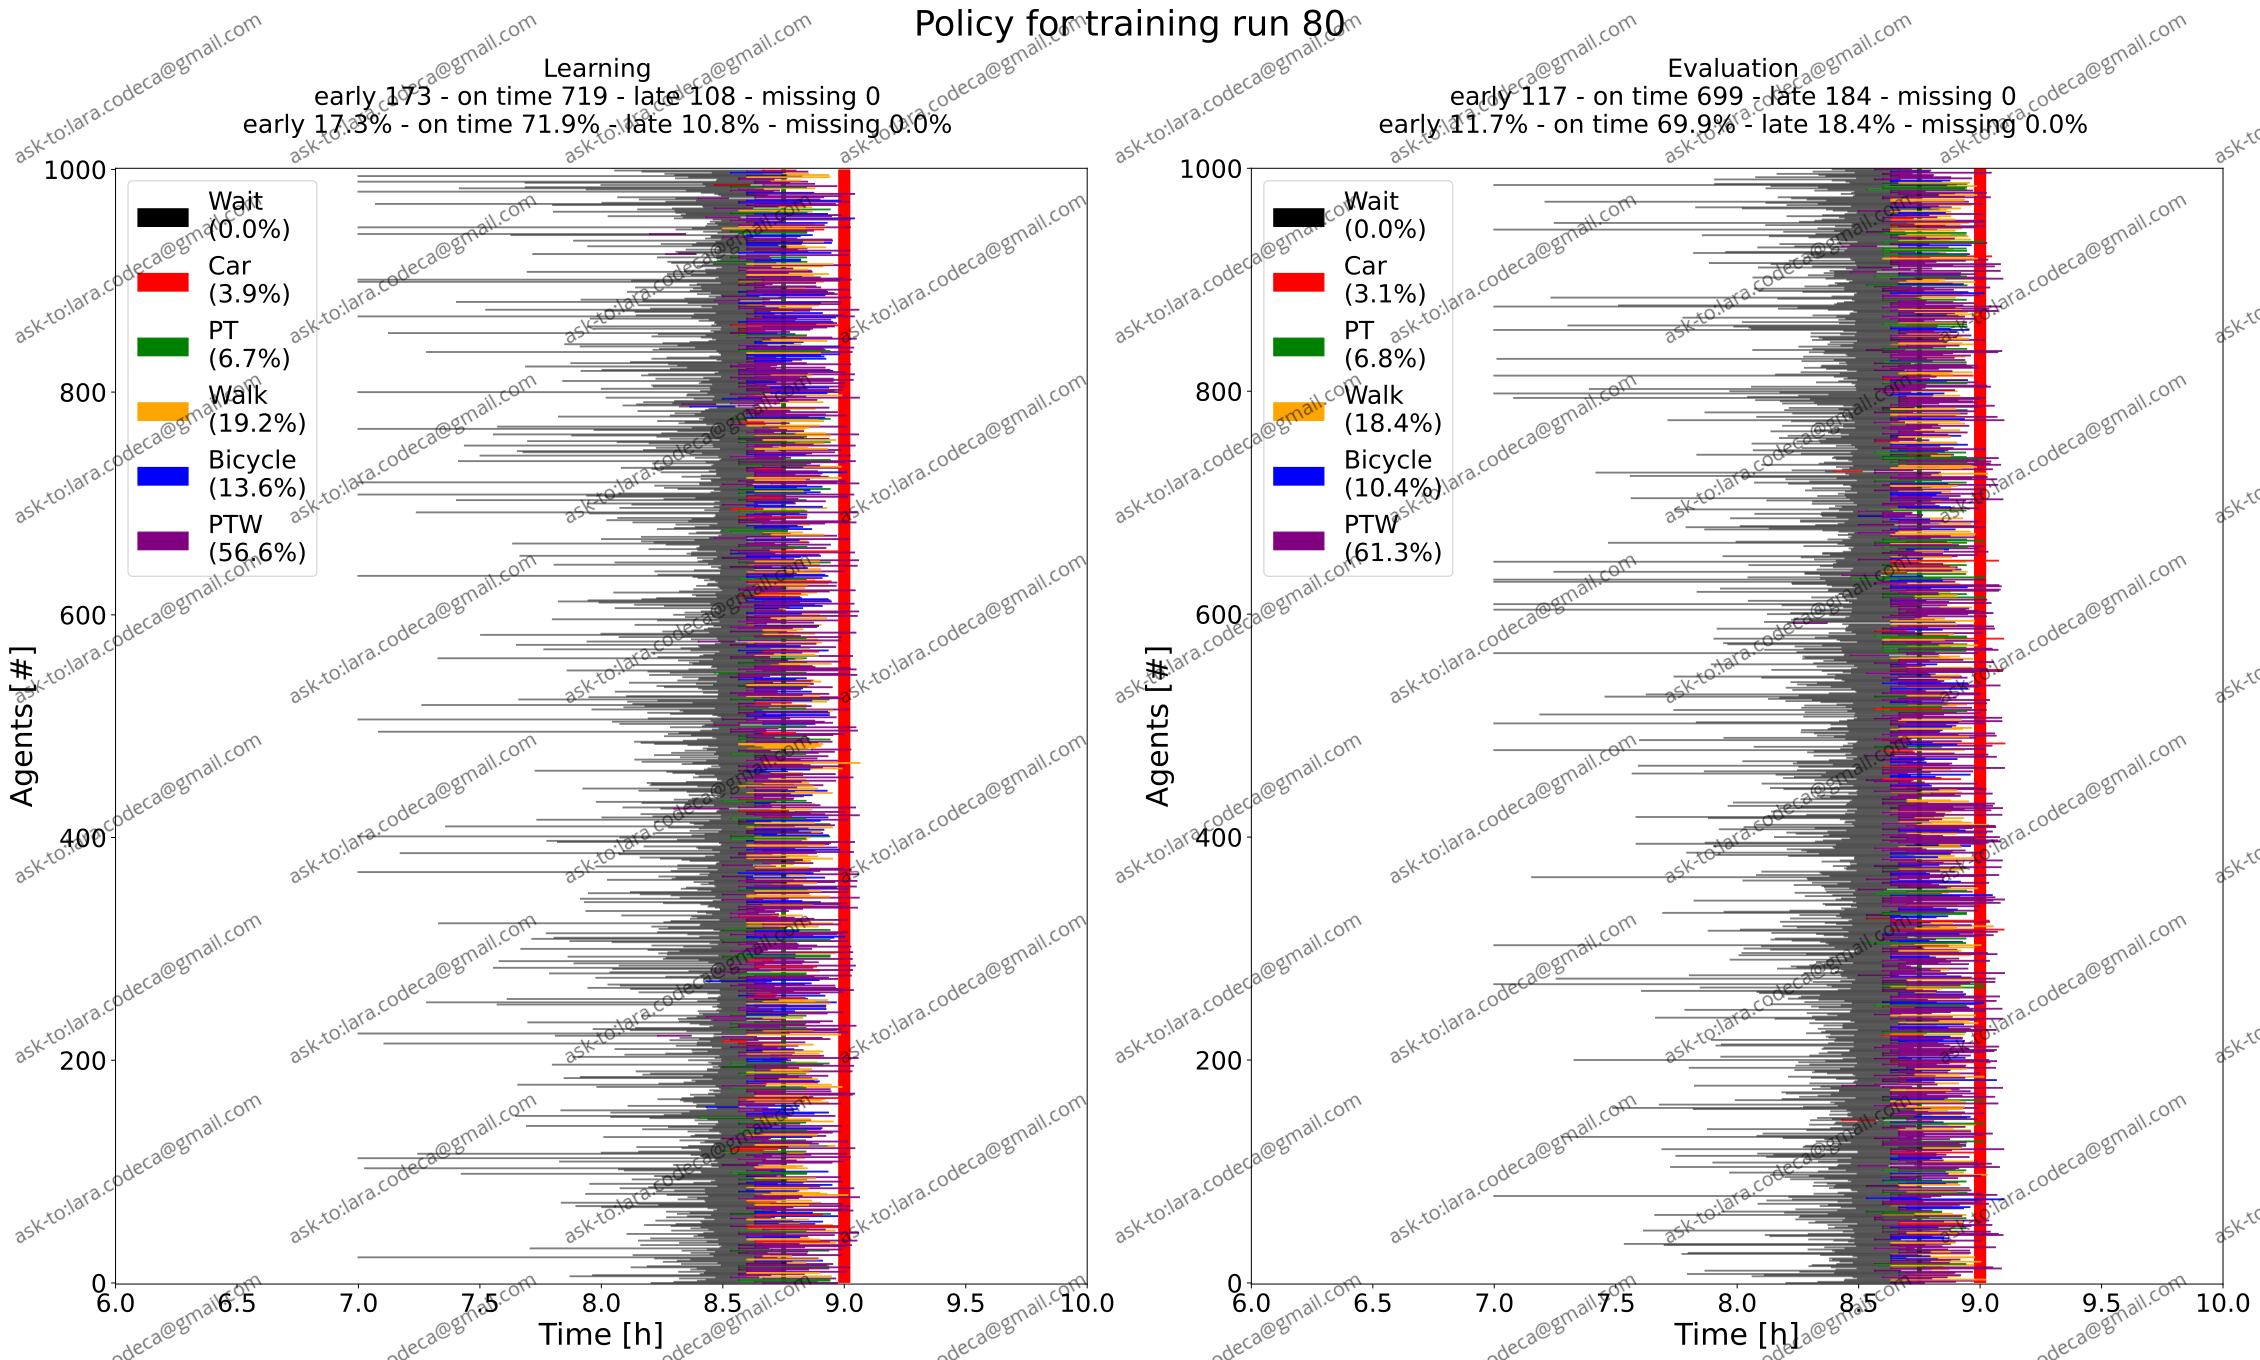 Policy for training run 80
Learning
early 173 - on time 719 - late 108 - missing 0
early 17.3% - on time 71.9% - late 10.8% - missing 0.0%
1000
800
600
400
200
0
Agents [#]
Wait
(0.0%)
Car
(3.9%)
PT
(6.7%)
Walk
(19.2%)
Bicycle
(13.6%)
PTW
(56.6%)
6.0 6.5 7.0 7.5 8.0 8.5 9.0 9.5 10.0
Time [h]
Evaluation
early 117 - on time 699 - late 184 - missing 0
early 11.7% - on time 69.9% - late 18.4% - missing 0.0%
1000
800
600
400
200
0
Agents [#]
Wait
(0.0%)
Car
(3.1%)
PT
(6.8%)
Walk
(18.4%)
Bicycle
(10.4%)
PTW
(61.3%)
6.0 6.5 7.0 7.5 8.0 8.5 9.0 9.5 10.0
Time [h]
ask-to:lara.codeca@gmail.com